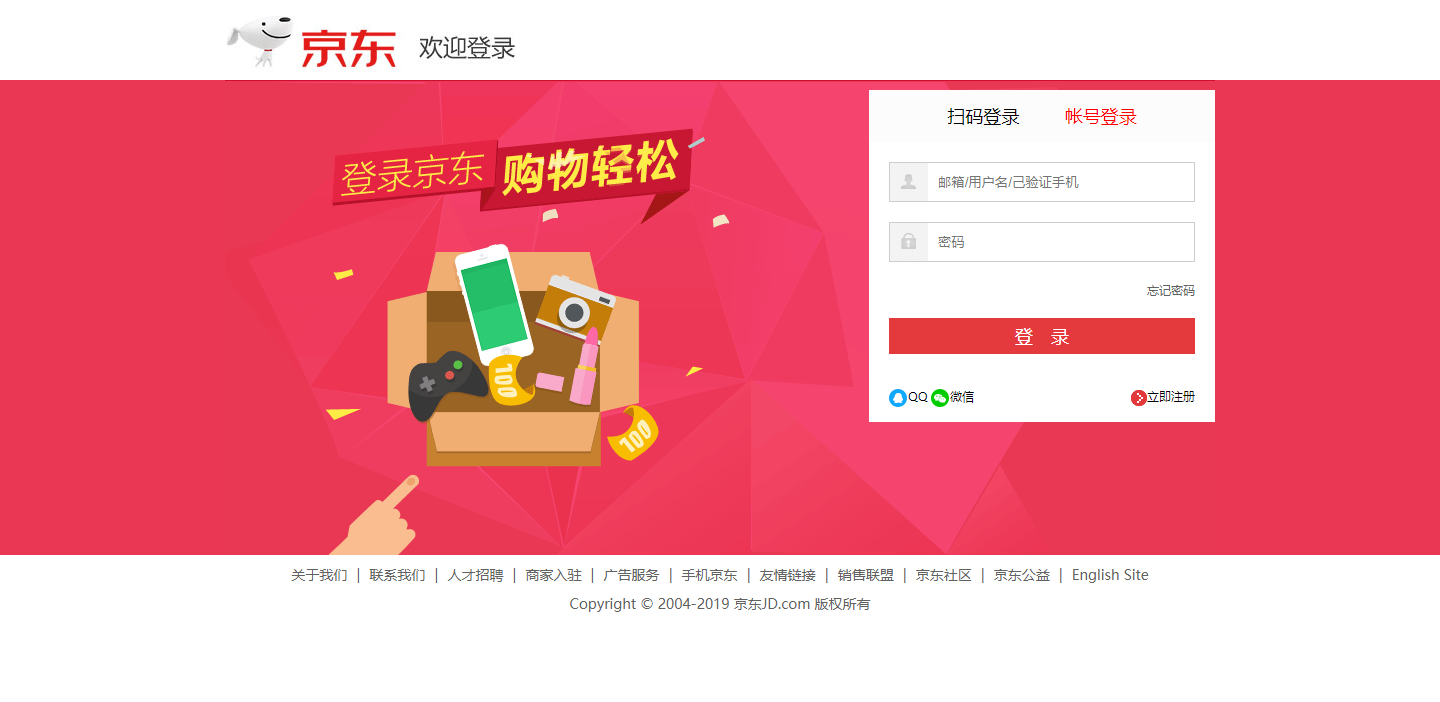 京东 欢迎登录
扫码登录 帐号登录
登录京东 购物轻松
邮箱/用户名/己验证手机
密码
忘记密码
登 录
QQ 微信 立即注册
100
100
关于我们 | 联系我们 | 人才招聘 | 商家入驻 | 广告服务 | 手机京东 | 友情链接 | 销售联盟 | 京东社区 | 京东公益 | English Site
Copyright © 2004-2019 京东JD.com 版权所有